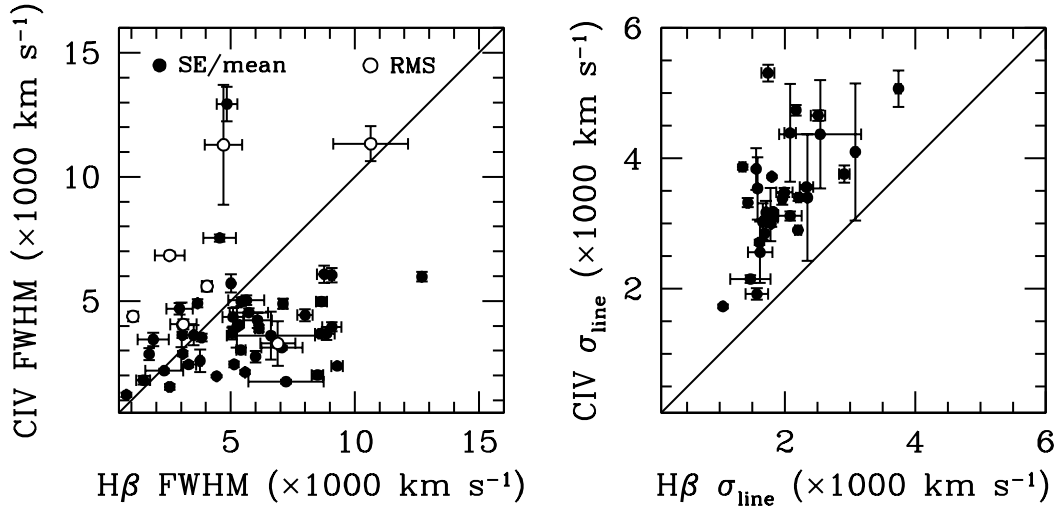 15
10
5
5 10 15
CIV FWHM (×1000 km s⁻¹)
Hβ FWHM (×1000 km s⁻¹)
SE/mean RMS
6
4
2
2 4 6
CIV σline (×1000 km s⁻¹)
Hβ σline (×1000 km s⁻¹)